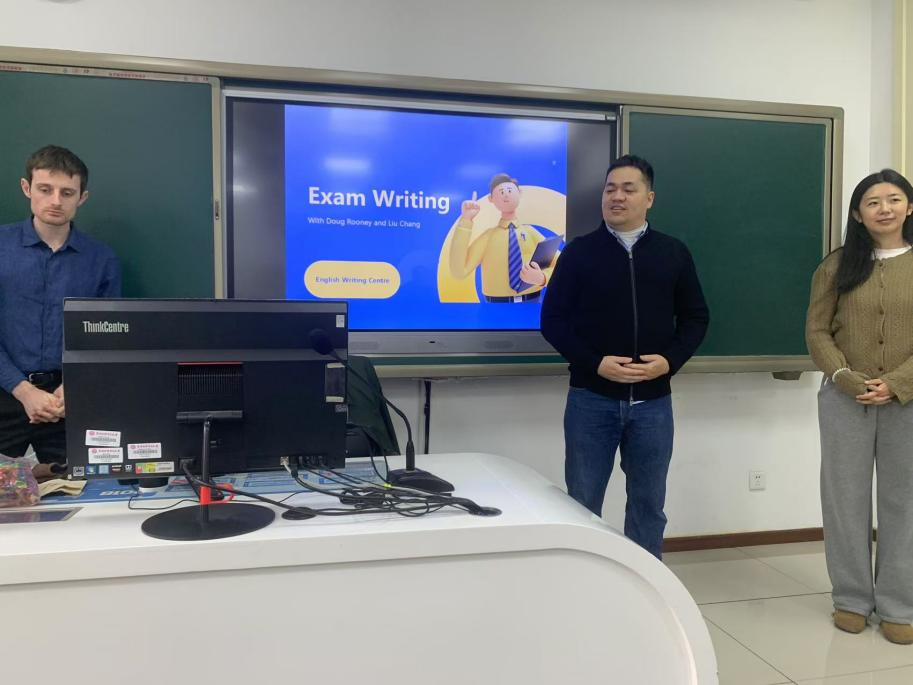 Exam Writing
With Doug Rooney and Liu Chang
English Writing Centre
ThinkCentre